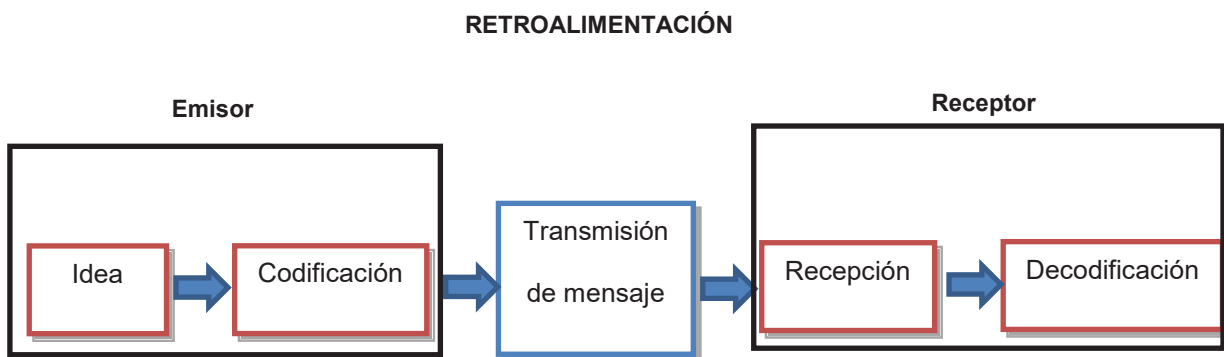 RETROALIMENTACIÓN
Emisor
Receptor
Idea
Codificación
Transmisión
de mensaje
Recepción
Decodificación